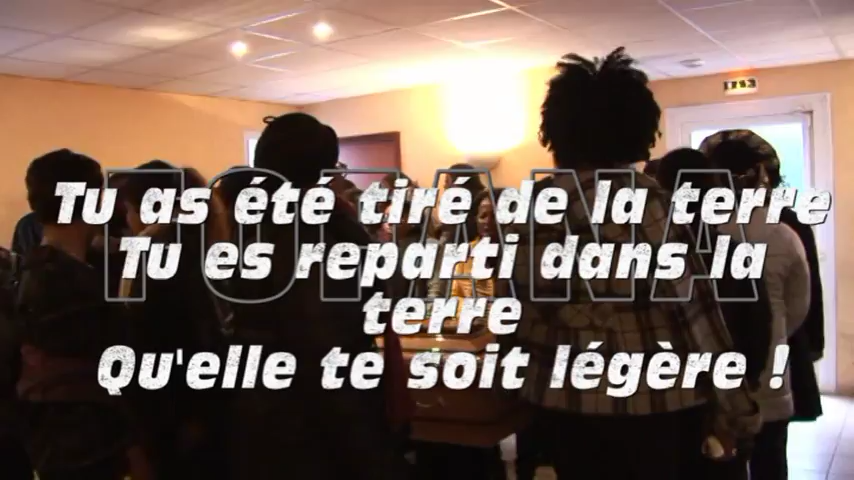 Tu as été tiré de la terre
Tu es reparti dans la
terre
Qu'elle te soit légère !